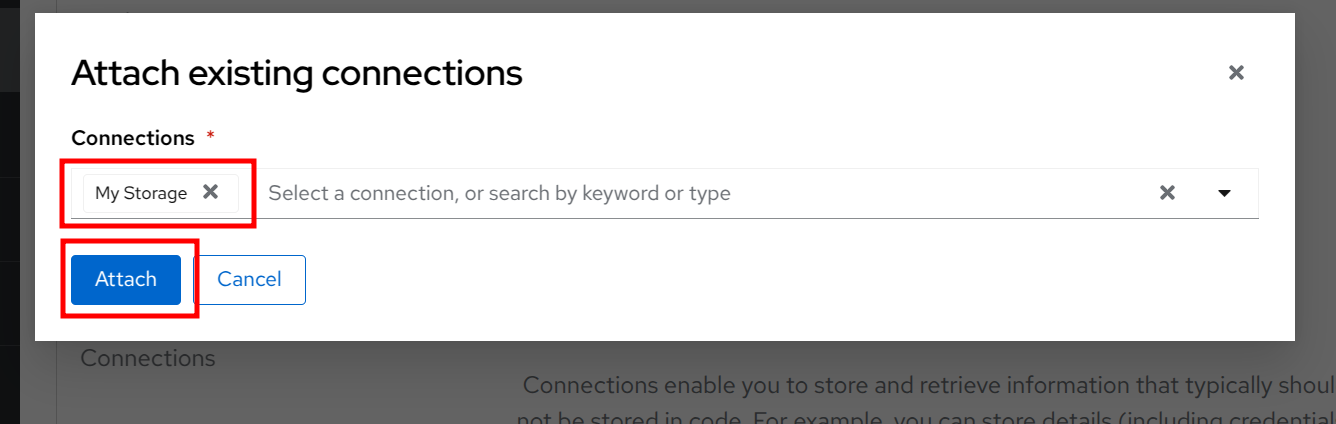 Attach existing connections
Connections *
My Storage Select a connection, or search by keyword or type
Attach Cancel
Connections
Connections enable you to store and retrieve information that typically shoul
not be stored in code. For example, you can store details (including credential